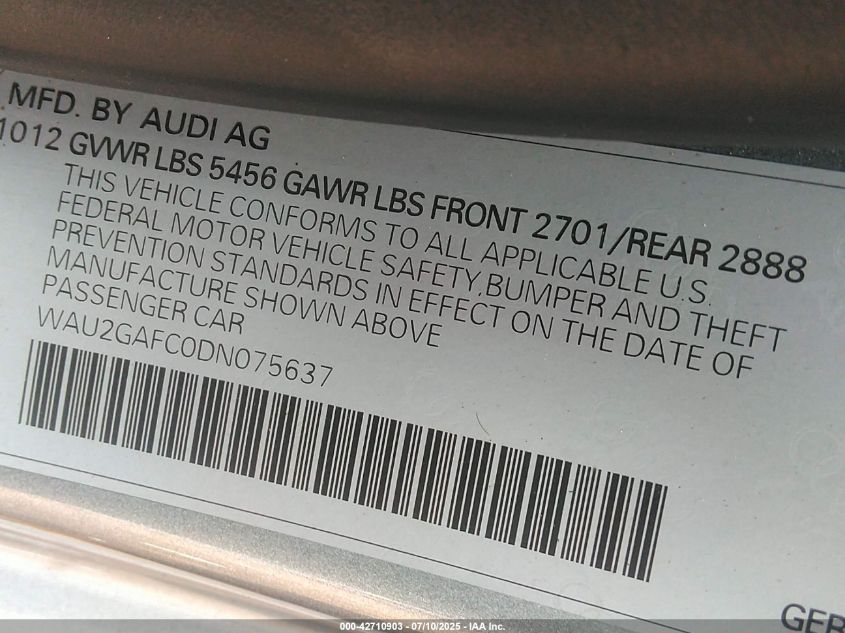 MFD. BY AUDI AG
1012 GVWR LBS 5456 GAWR LBS FRONT 2701/REAR 2888
THIS VEHICLE CONFORMS TO ALL APPLICABLE U.S.
FEDERAL MOTOR VEHICLE SAFETY,BUMPER AND THEFT
PREVENTION STANDARDS IN EFFECT ON THE DATE OF
MANUFACTURE SHOWN ABOVE
PASSENGER CAR
WAU2GAFC0DN075637
GER
000-42710903 - 07/10/2025 - IAA Inc.